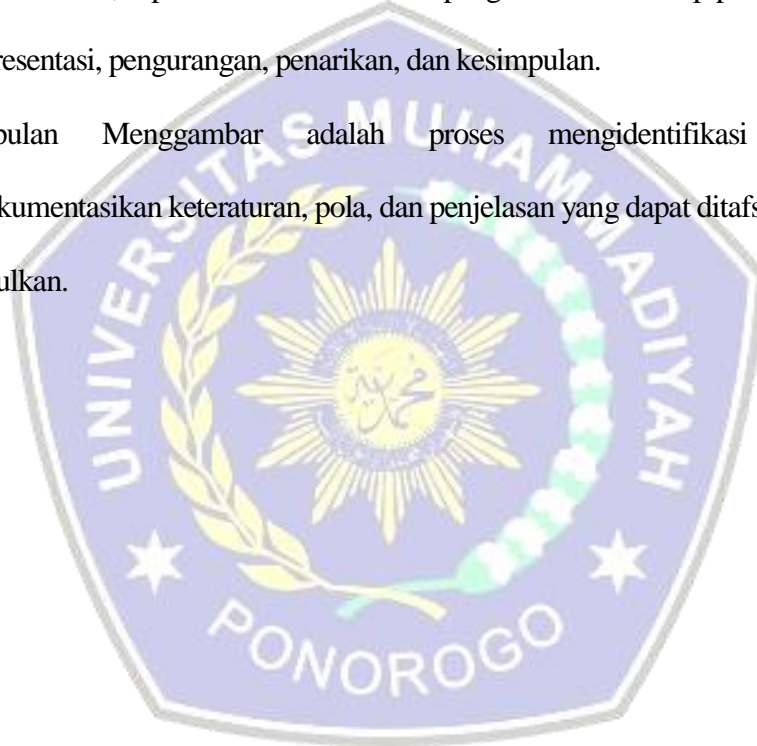 resentasi, pengurangan, penarikan, dan kesimpulan.
pulan Menggambar adalah proses mengidentifikasi
kumentasikan keteraturan, pola, dan penjelasan yang dapat ditafs
ulkan.
UNIVERSITAS MUHAMMADIYAH
محمدية
PONOROGO